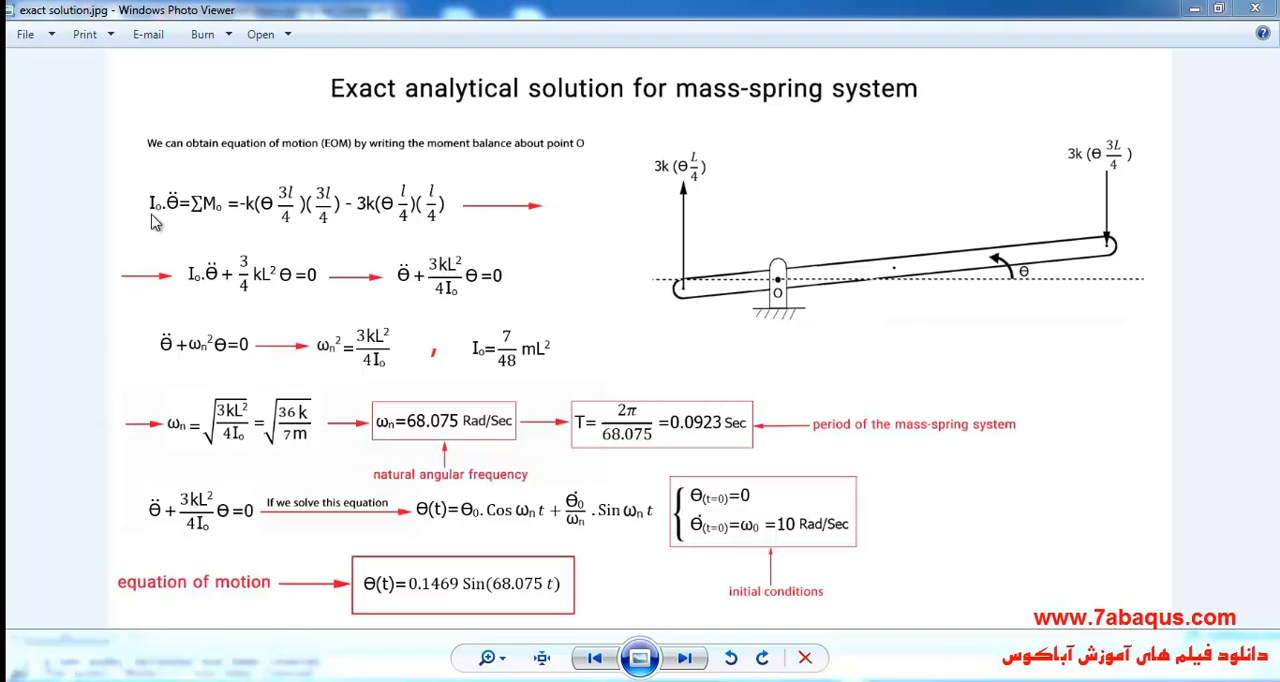 exact solution.jpg - Windows Photo Viewer
File Print E-mail Burn Open
Exact analytical solution for mass-spring system
We can obtain equation of motion (EOM) by writing the moment balance about point O
3k (Θ L/4)
3k (Θ 3L/4 )
I₀.Θ̈=∑M₀ =-k(Θ 3l/4)(3l/4) - 3k(Θ l/4)(l/4)
I₀.Θ̈ + 3/4 kL² Θ =0
Θ̈ + 3kL²/4I₀ Θ =0
Θ
O
Θ̈ +ωₙ²Θ=0
ωₙ² = 3kL²/4I₀ , I₀= 7/48 mL²
ωₙ = √(3kL²/4I₀) = √(36 k/7m)
ωₙ=68.075 Rad/Sec
T= 2π/68.075 =0.0923 Sec
period of the mass-spring system
natural angular frequency
Θ̈ + 3kL²/4I₀ Θ =0
If we solve this equation
Θ(t)=Θ₀. Cos ωₙ t + Θ̇₀/ωₙ . Sin ωₙ t
Θ(t=0)=0
Θ̇(t=0)=ω₀ =10 Rad/Sec
initial conditions
equation of motion
Θ(t)=0.1469 Sin(68.075 t)
www.7abaqus.com
دانلود فیلم های آموزش آباکوس